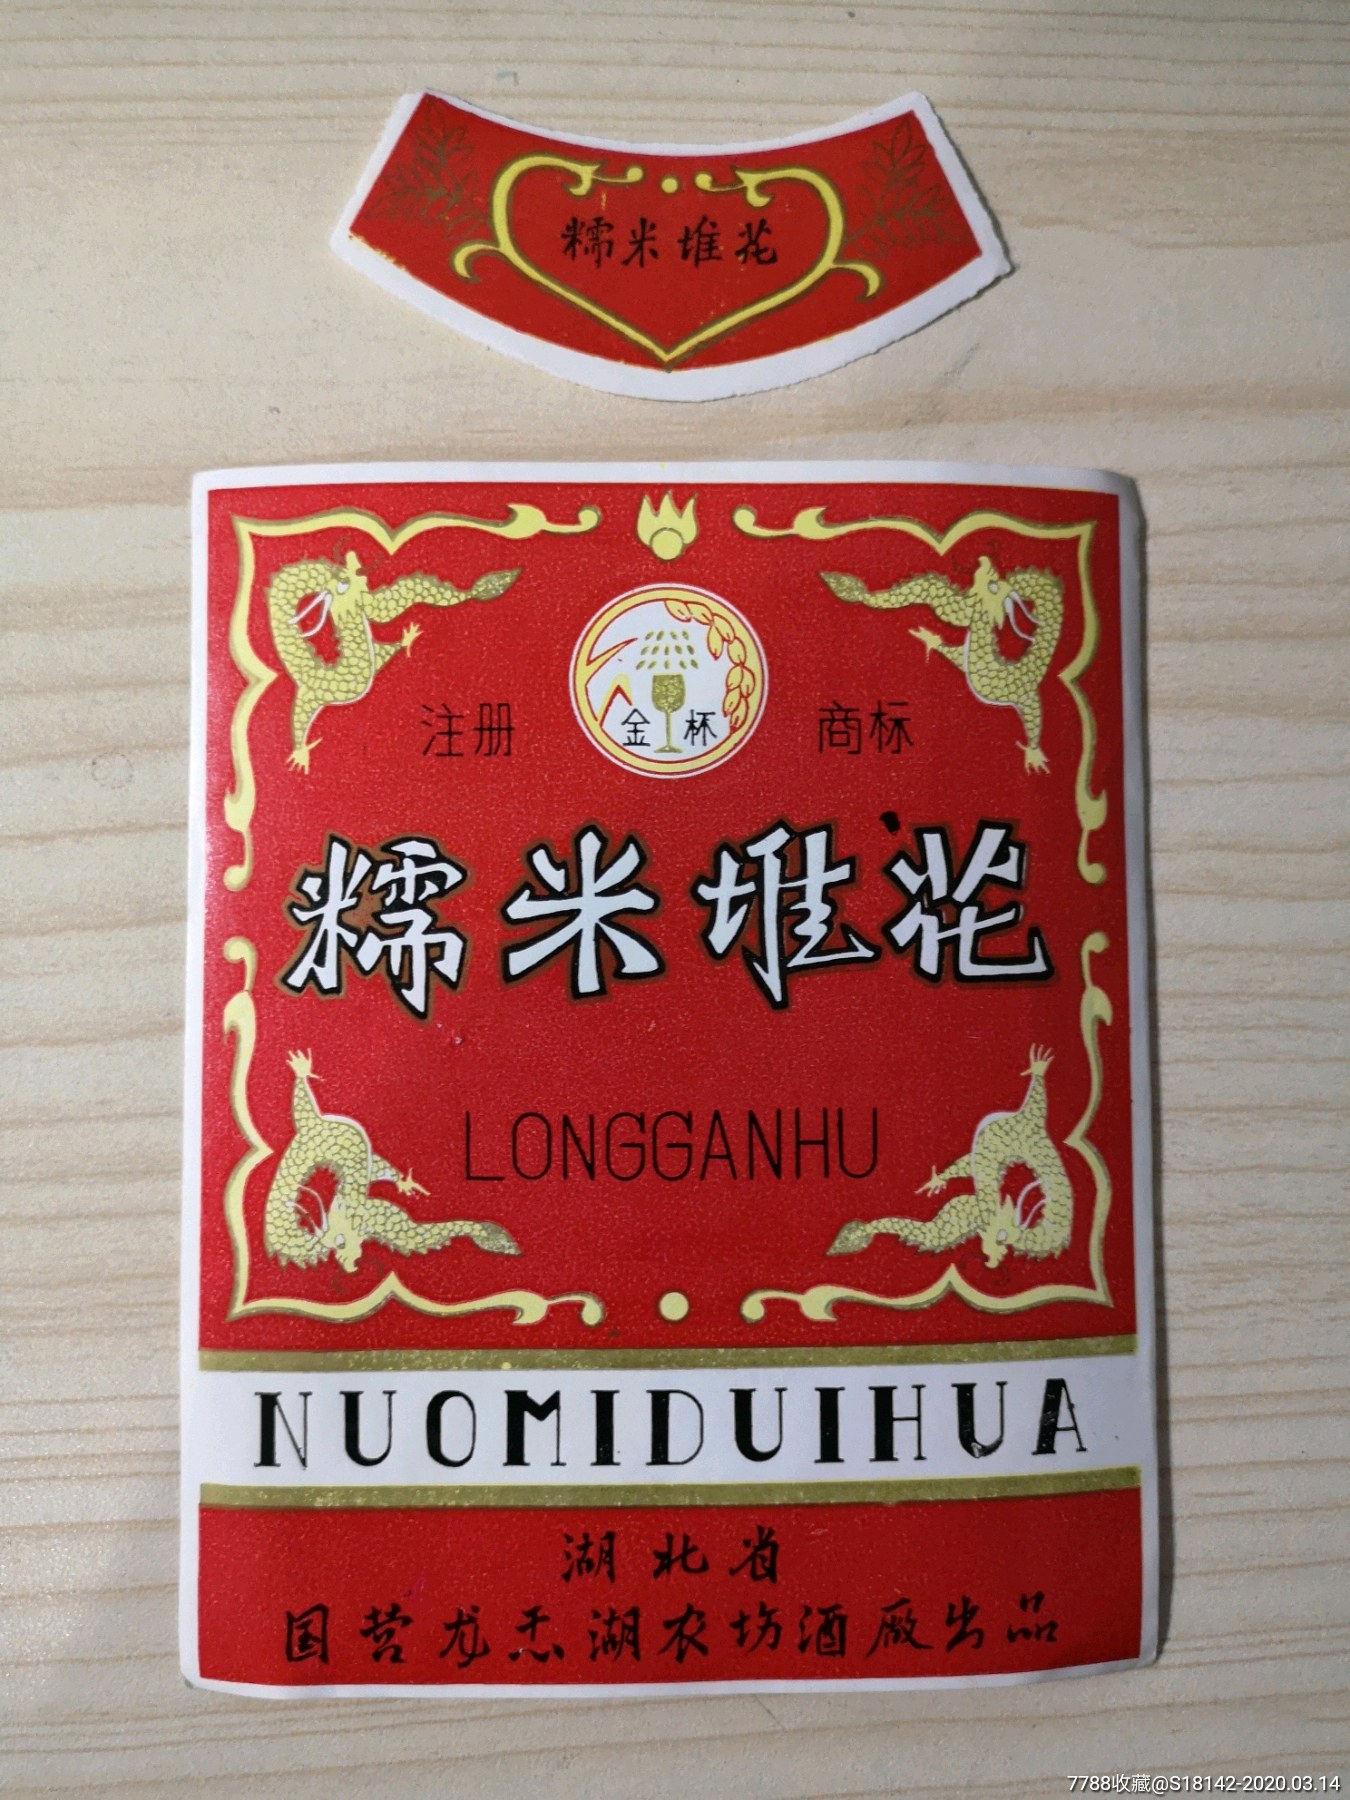 糯米堆花
注册 金杯 商标
糯米堆花
LONGGANHU
NUOMIDUIHUA
湖北省
国营龙感湖农场酒厰出品
7788收藏@S18142-2020.03.14